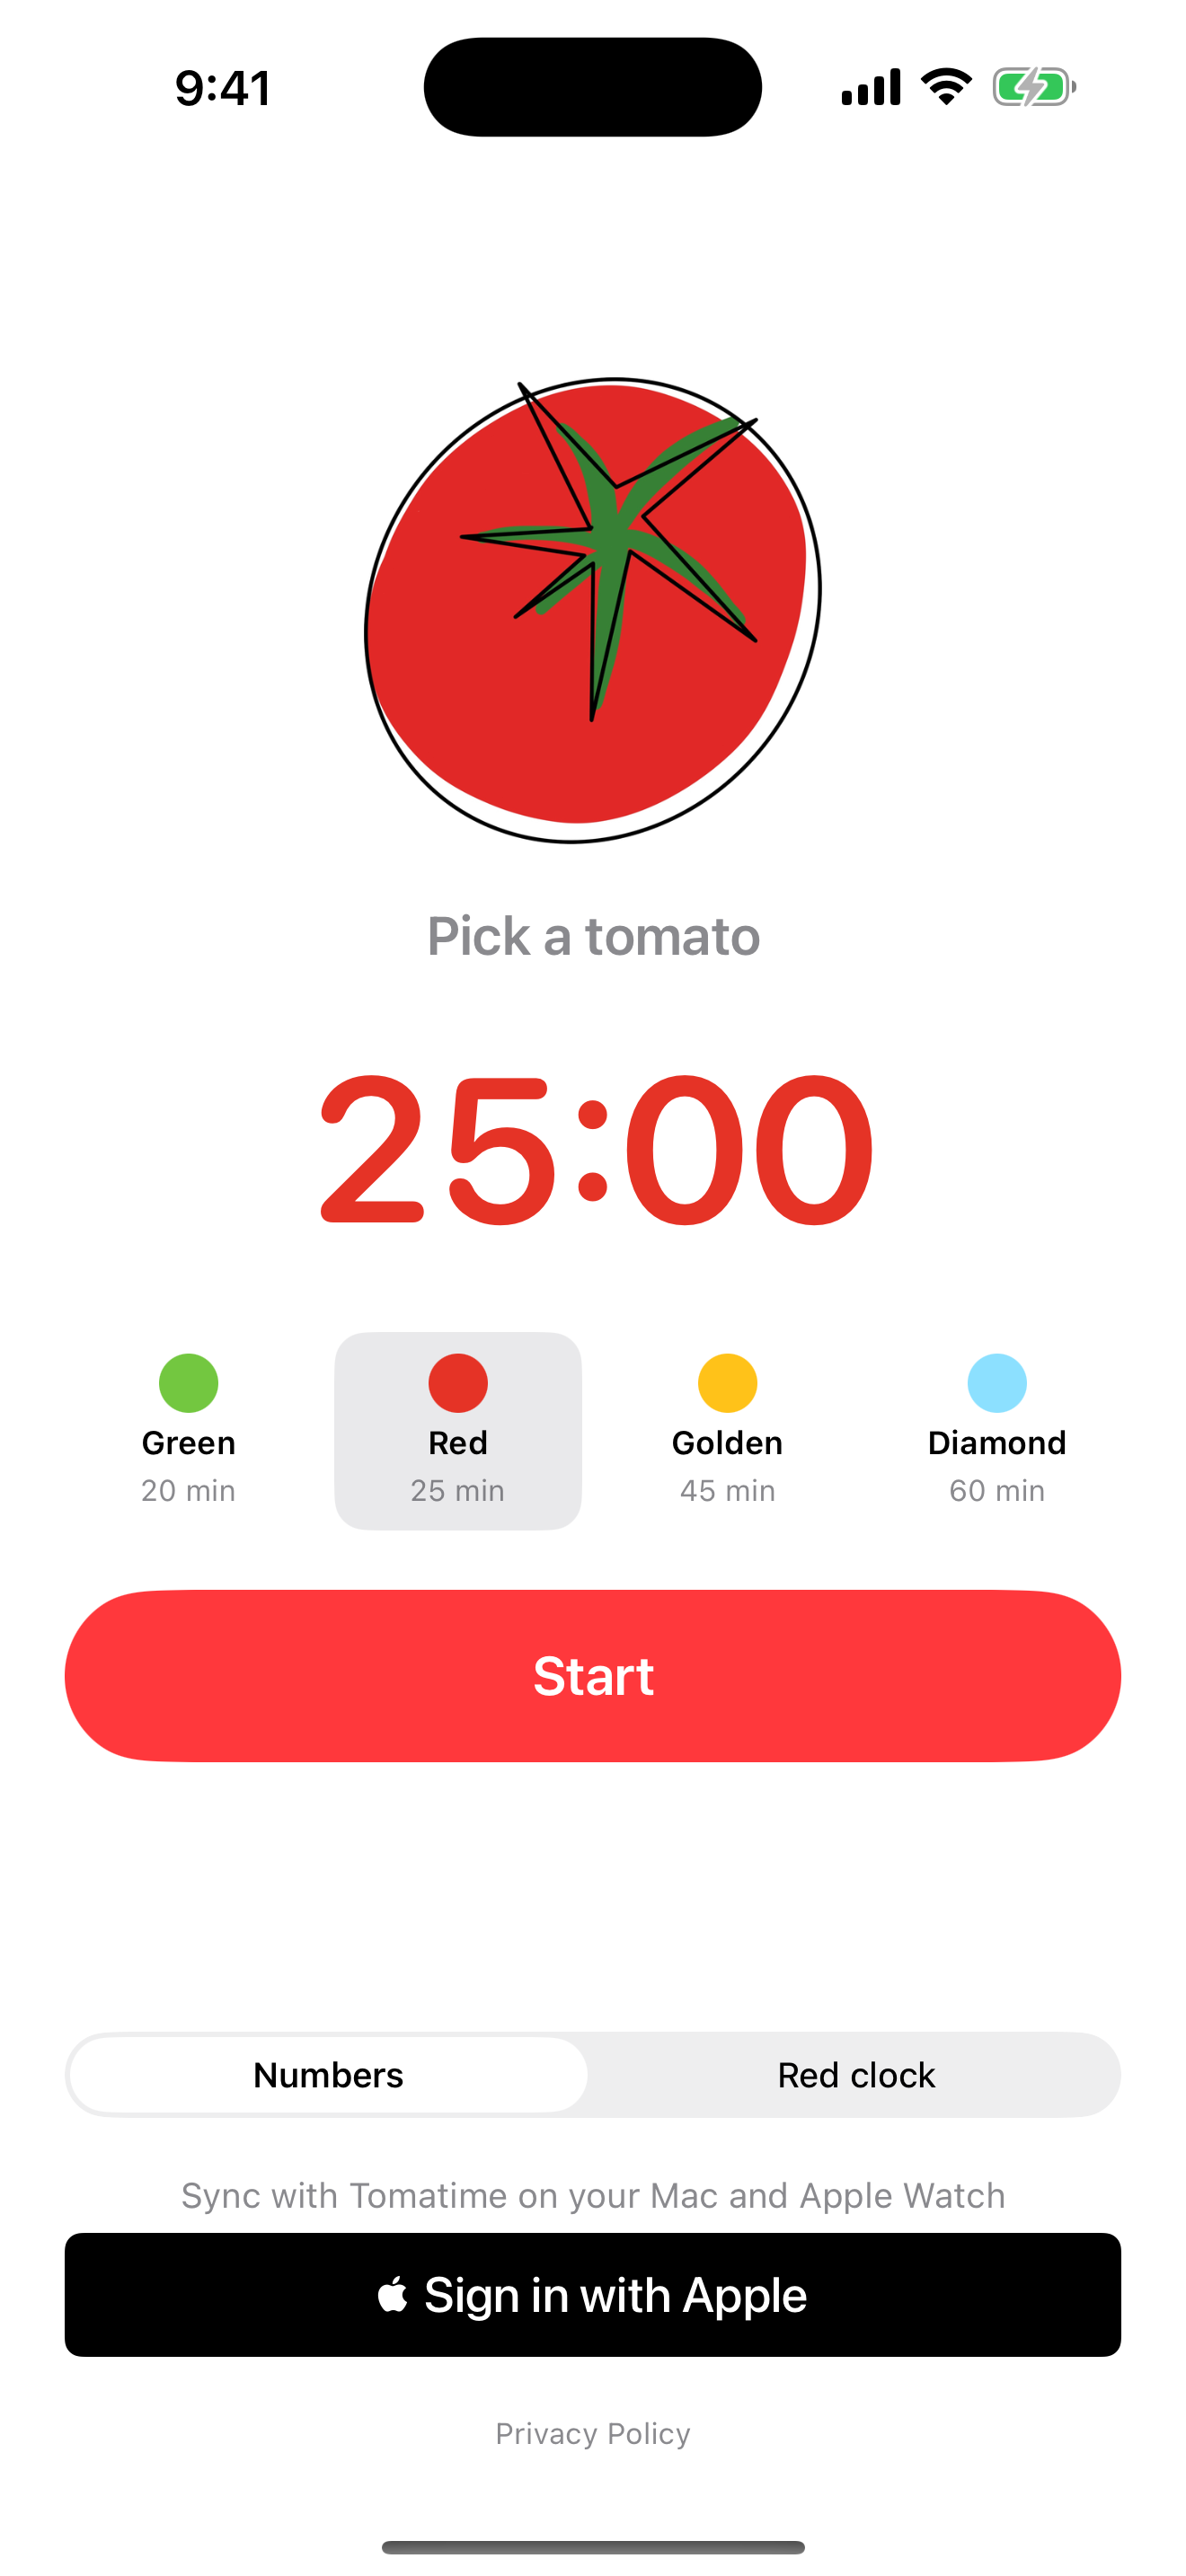 9:41
Pick a tomato
25:00
Green
20 min
Red
25 min
Golden
45 min
Diamond
60 min
Start
Numbers
Red clock
Sync with Tomatime on your Mac and Apple Watch
Sign in with Apple
Privacy Policy